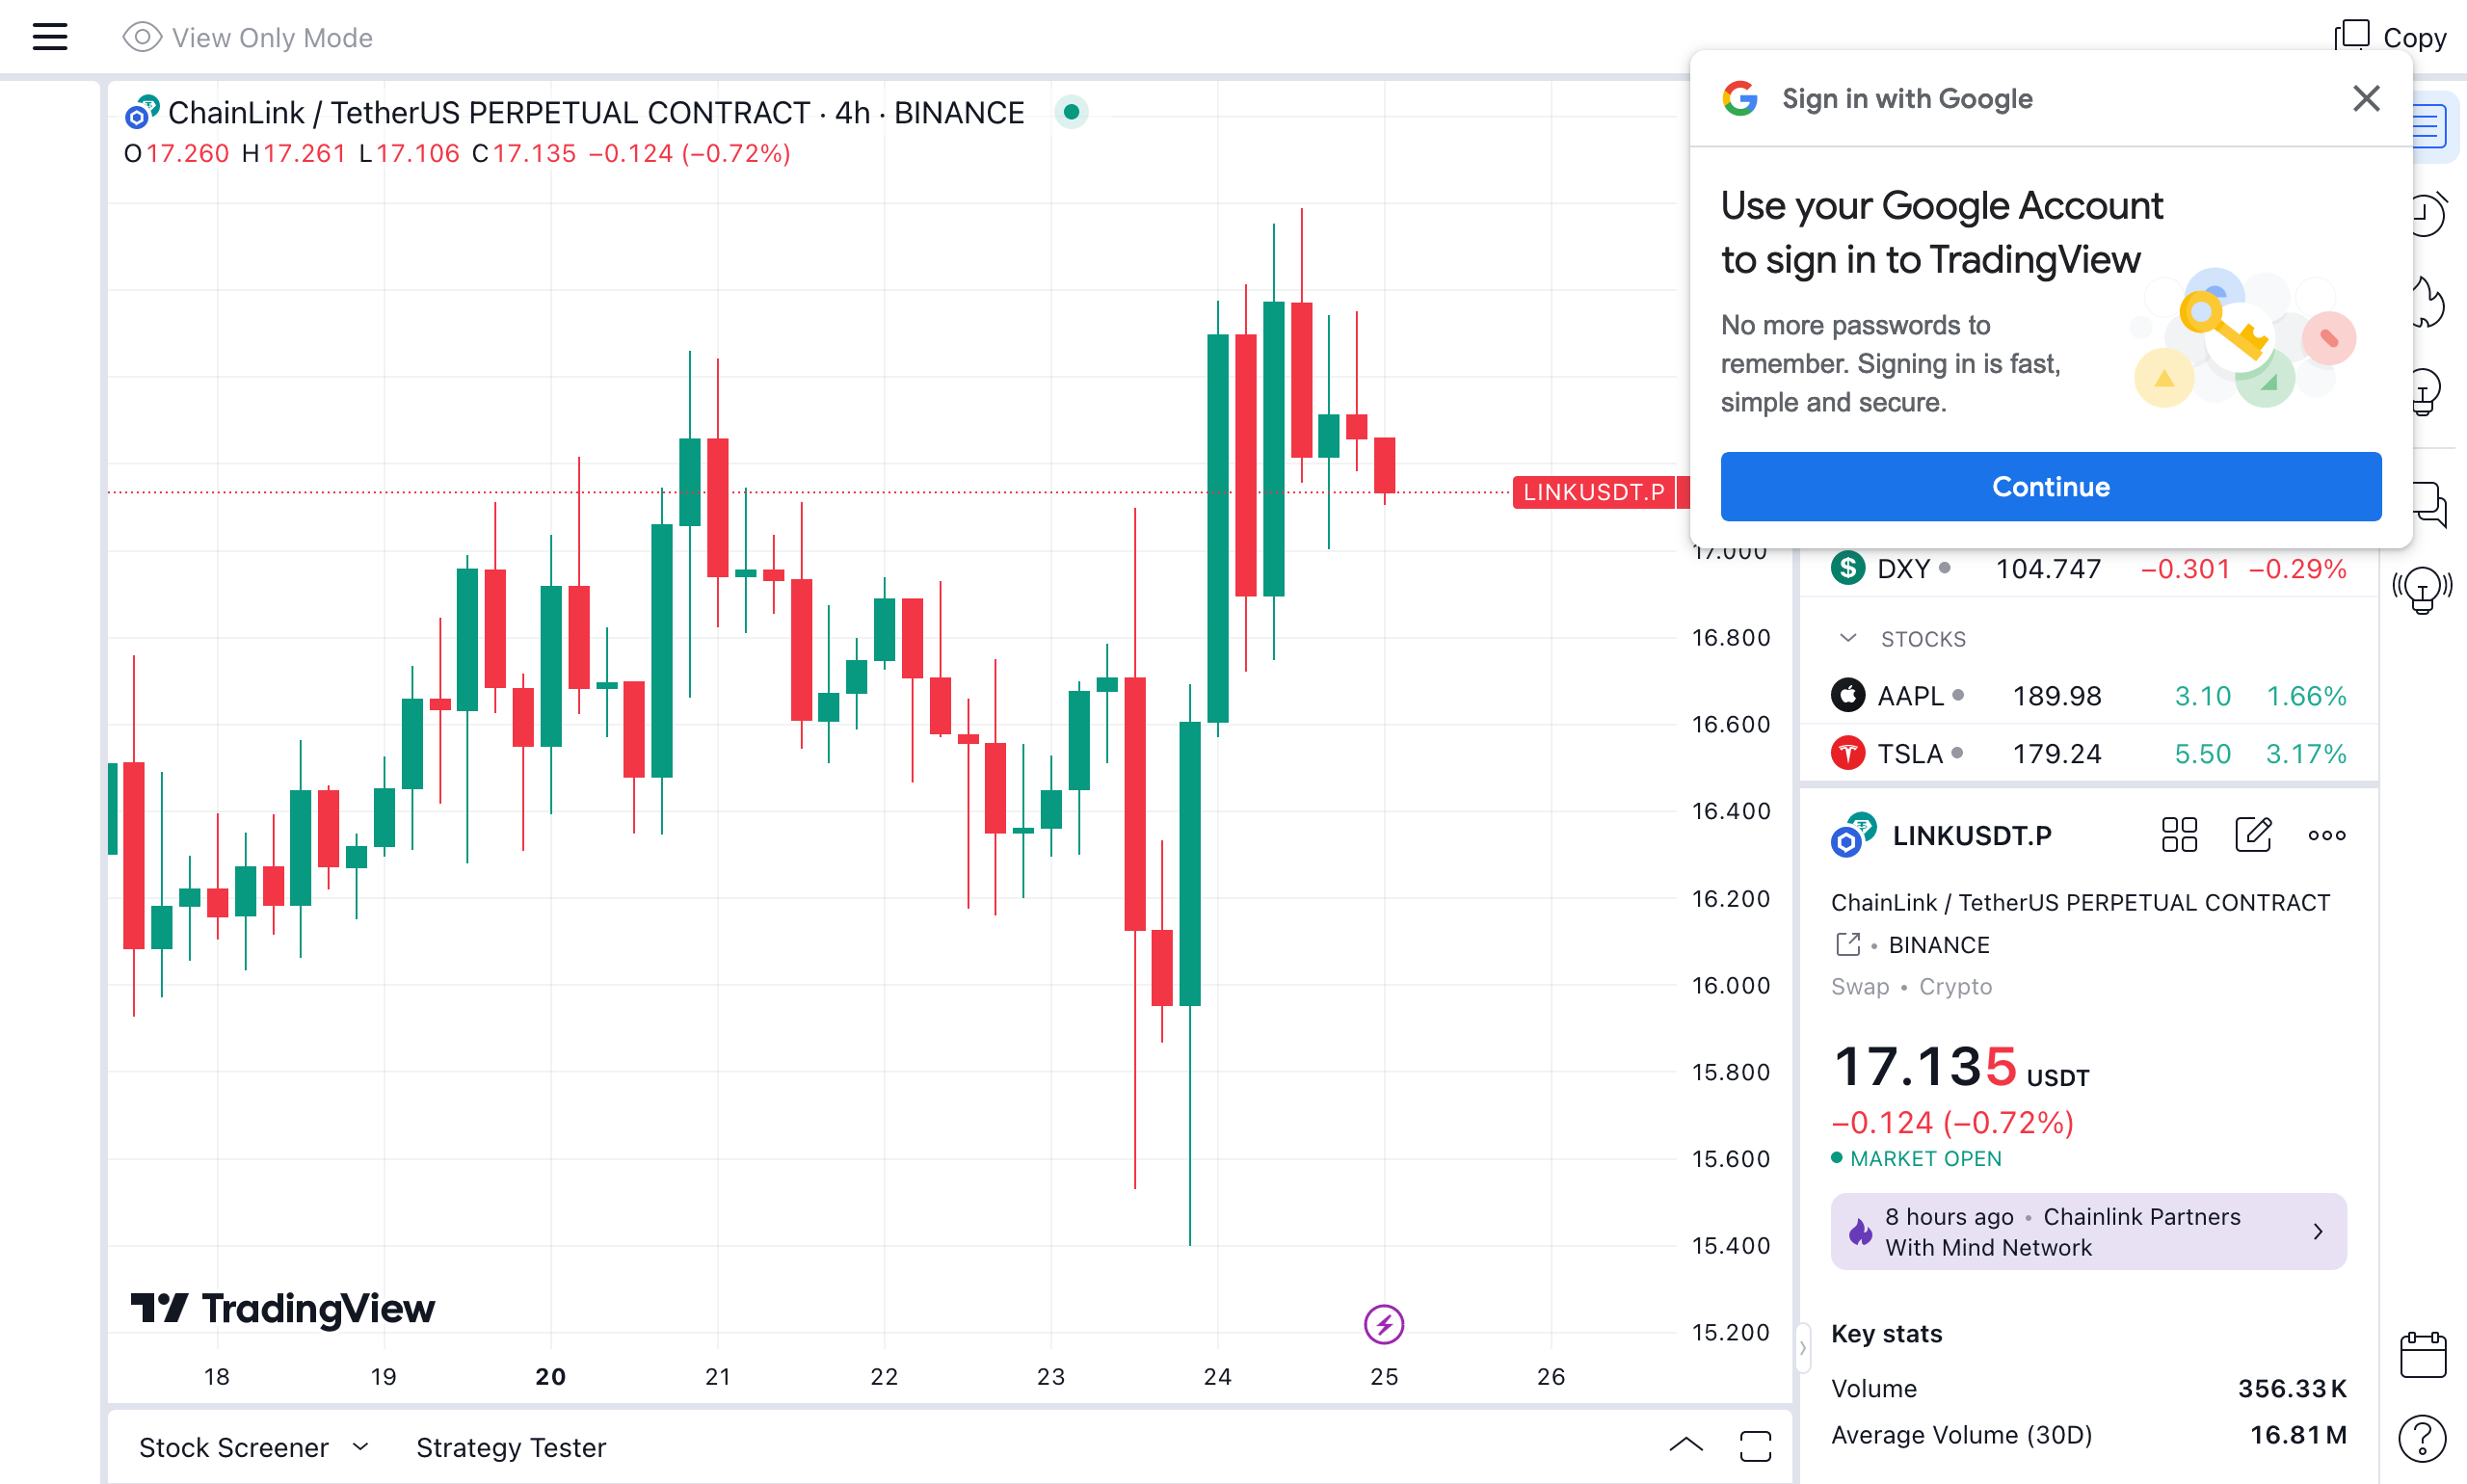 View Only Mode
Copy
ChainLink / TetherUS PERPETUAL CONTRACT · 4h · BINANCE
O17.260 H17.261 L17.106 C17.135 −0.124 (−0.72%)
Sign in with Google
Use your Google Account
to sign in to TradingView
No more passwords to
remember. Signing in is fast,
simple and secure.
Continue
LINKUSDT.P
17.000
16.800
16.600
16.400
16.200
16.000
15.800
15.600
15.400
15.200
DXY 104.747 −0.301 −0.29%
STOCKS
AAPL 189.98 3.10 1.66%
TSLA 179.24 5.50 3.17%
LINKUSDT.P
ChainLink / TetherUS PERPETUAL CONTRACT
• BINANCE
Swap • Crypto
17.135 USDT
−0.124 (−0.72%)
MARKET OPEN
8 hours ago • Chainlink Partners
With Mind Network
Key stats
Volume 356.33K
Average Volume (30D) 16.81M
TradingView
18 19 20 21 22 23 24 25 26
Stock Screener Strategy Tester